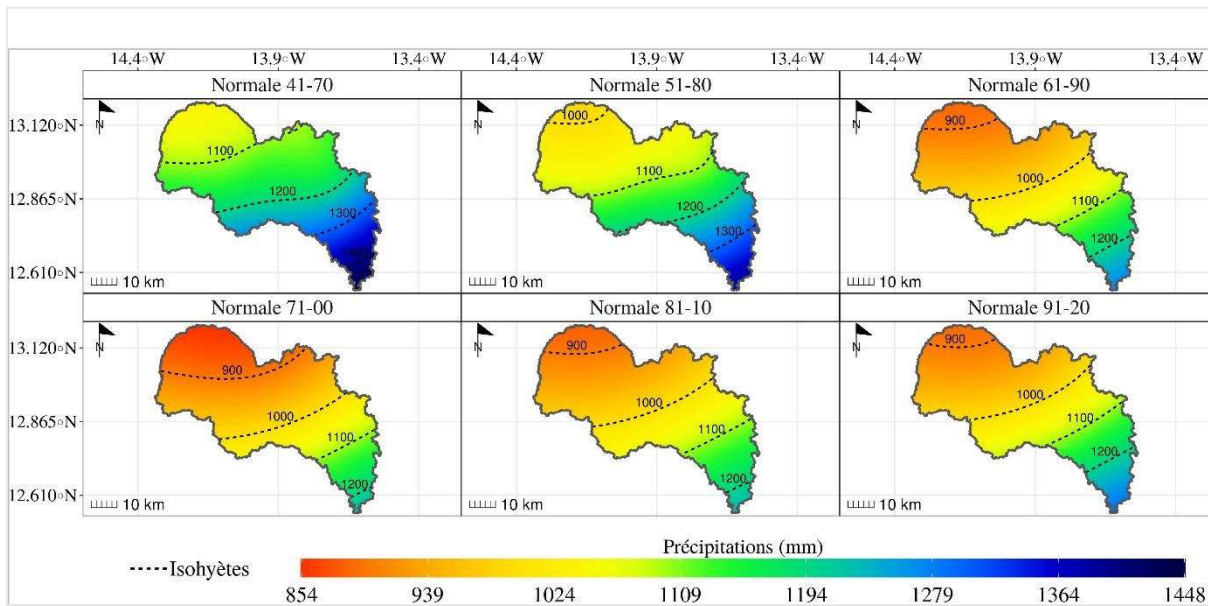 14.4○W 13.9○W 13.4○W 14.4○W 13.9○W 13.4○W 14.4○W 13.9○W 13.4○W
Normale 41-70 Normale 51-80 Normale 61-90
13.120○N
12.865○N
12.610○N
N N N
1100 1200 1300
1000 1100 1200 1300
900 1000 1100 1200
10 km 10 km 10 km
Normale 71-00 Normale 81-10 Normale 91-20
13.120○N
12.865○N
12.610○N
N N N
900 1000 1100 1200
900 1000 1100 1200
900 1000 1100 1200
10 km 10 km 10 km
Précipitations (mm)
Isohyètes
854 939 1024 1109 1194 1279 1364 1448